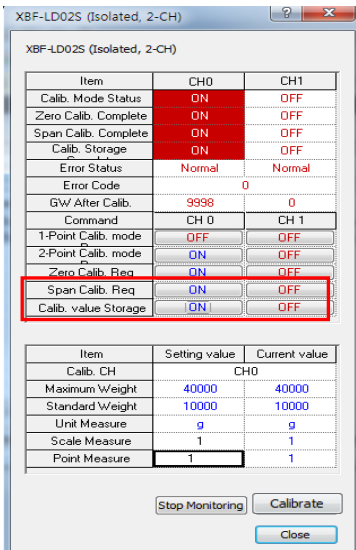 XBF-LD02S (Isolated, 2-CH)
XBF-LD02S (Isolated, 2-CH)
Item CH0 CH1
Calib. Mode Status ON OFF
Zero Calib. Complete ON OFF
Span Calib. Complete ON OFF
Calib. Storage ON OFF
Error Status Normal Normal
Error Code 0
GW After Calib. 9998 0
Command CH 0 CH 1
1-Point Calib. mode OFF OFF
2-Point Calib. mode ON OFF
Zero Calib. Req ON OFF
Span Calib. Req ON OFF
Calib. value Storage ON OFF
Item Setting value Current value
Calib. CH CH0
Maximum Weight 40000 40000
Standard Weight 10000 10000
Unit Measure g g
Scale Measure 1 1
Point Measure 1 1
Stop Monitoring Calibrate
Close